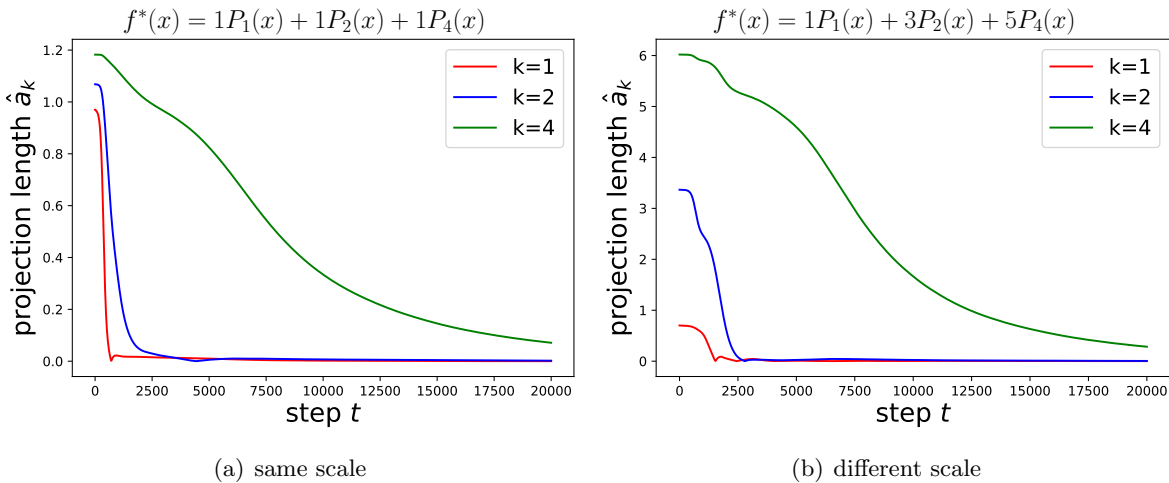 f*(x) = 1P₁(x) + 1P₂(x) + 1P₄(x)
projection length âₖ
1.2
1.0
0.8
0.6
0.4
0.2
0.0
k=1
k=2
k=4
0 2500 5000 7500 10000 12500 15000 17500 20000
step t
(a) same scale
f*(x) = 1P₁(x) + 3P₂(x) + 5P₄(x)
projection length âₖ
6
5
4
3
2
1
0
k=1
k=2
k=4
0 2500 5000 7500 10000 12500 15000 17500 20000
step t
(b) different scale